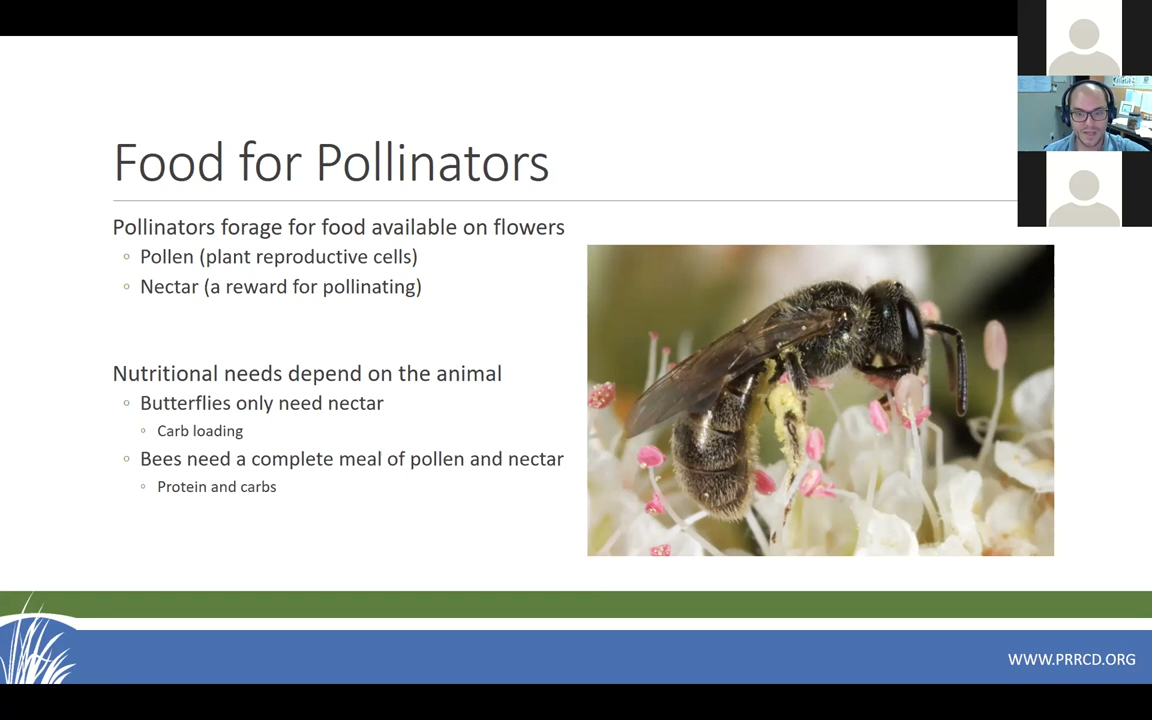 Food for Pollinators
Pollinators forage for food available on flowers
Pollen (plant reproductive cells)
Nectar (a reward for pollinating)
Nutritional needs depend on the animal
Butterflies only need nectar
Carb loading
Bees need a complete meal of pollen and nectar
Protein and carbs
WWW.PRRCD.ORG